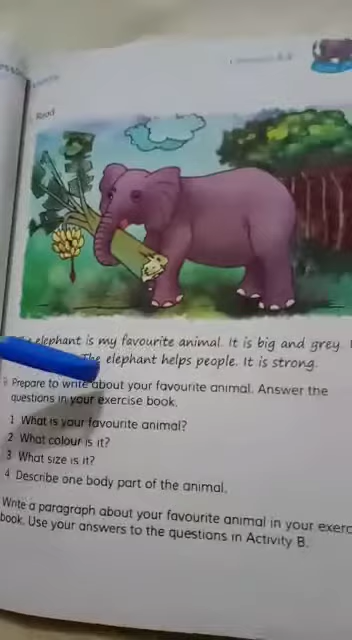 Read
elephant is my favourite animal. It is big and grey.
The elephant helps people. It is strong.
Prepare to write about your favourite animal. Answer the
questions in your exercise book.
1 What is your favourite animal?
2 What colour is it?
3 What size is it?
4 Describe one body part of the animal.
Write a paragraph about your favourite animal in your
book. Use your answers to the questions in Activity B.